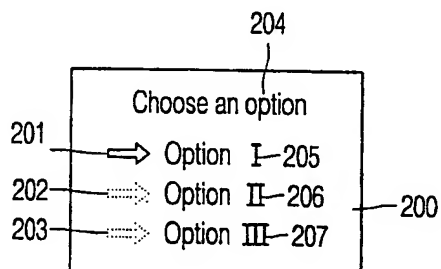 204
Choose an option
201 Option I 205
202 Option II 206
200
203 Option III 207